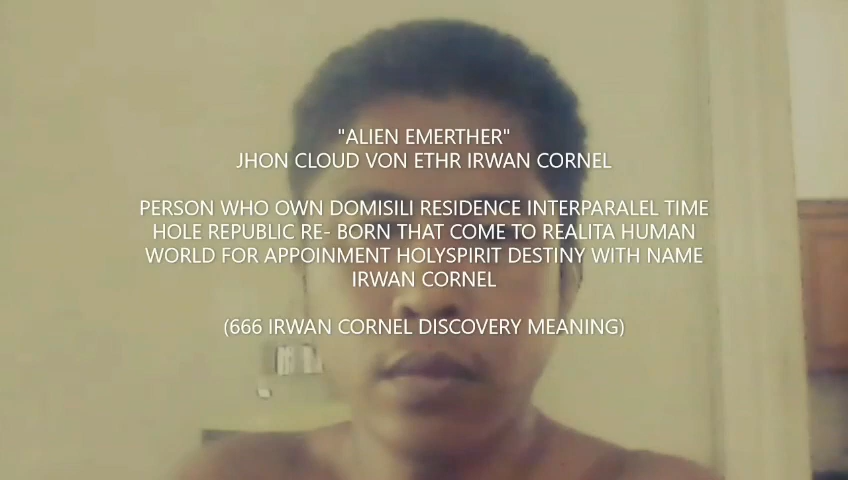 "ALIEN EMERTHER"
JHON CLOUD VON ETHR IRWAN CORNEL
PERSON WHO OWN DOMISILI RESIDENCE INTERPARALEL TIME
HOLE REPUBLIC RE- BORN THAT COME TO REALITA HUMAN
WORLD FOR APPOINMENT HOLYSPIRIT DESTINY WITH NAME
IRWAN CORNEL
(666 IRWAN CORNEL DISCOVERY MEANING)